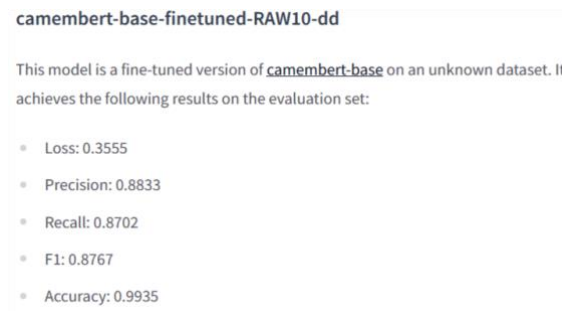 camembert-base-finetuned-RAW10-dd
This model is a fine-tuned version of camembert-base on an unknown dataset. It
achieves the following results on the evaluation set:
Loss: 0.3555
Precision: 0.8833
Recall: 0.8702
F1: 0.8767
Accuracy: 0.9935